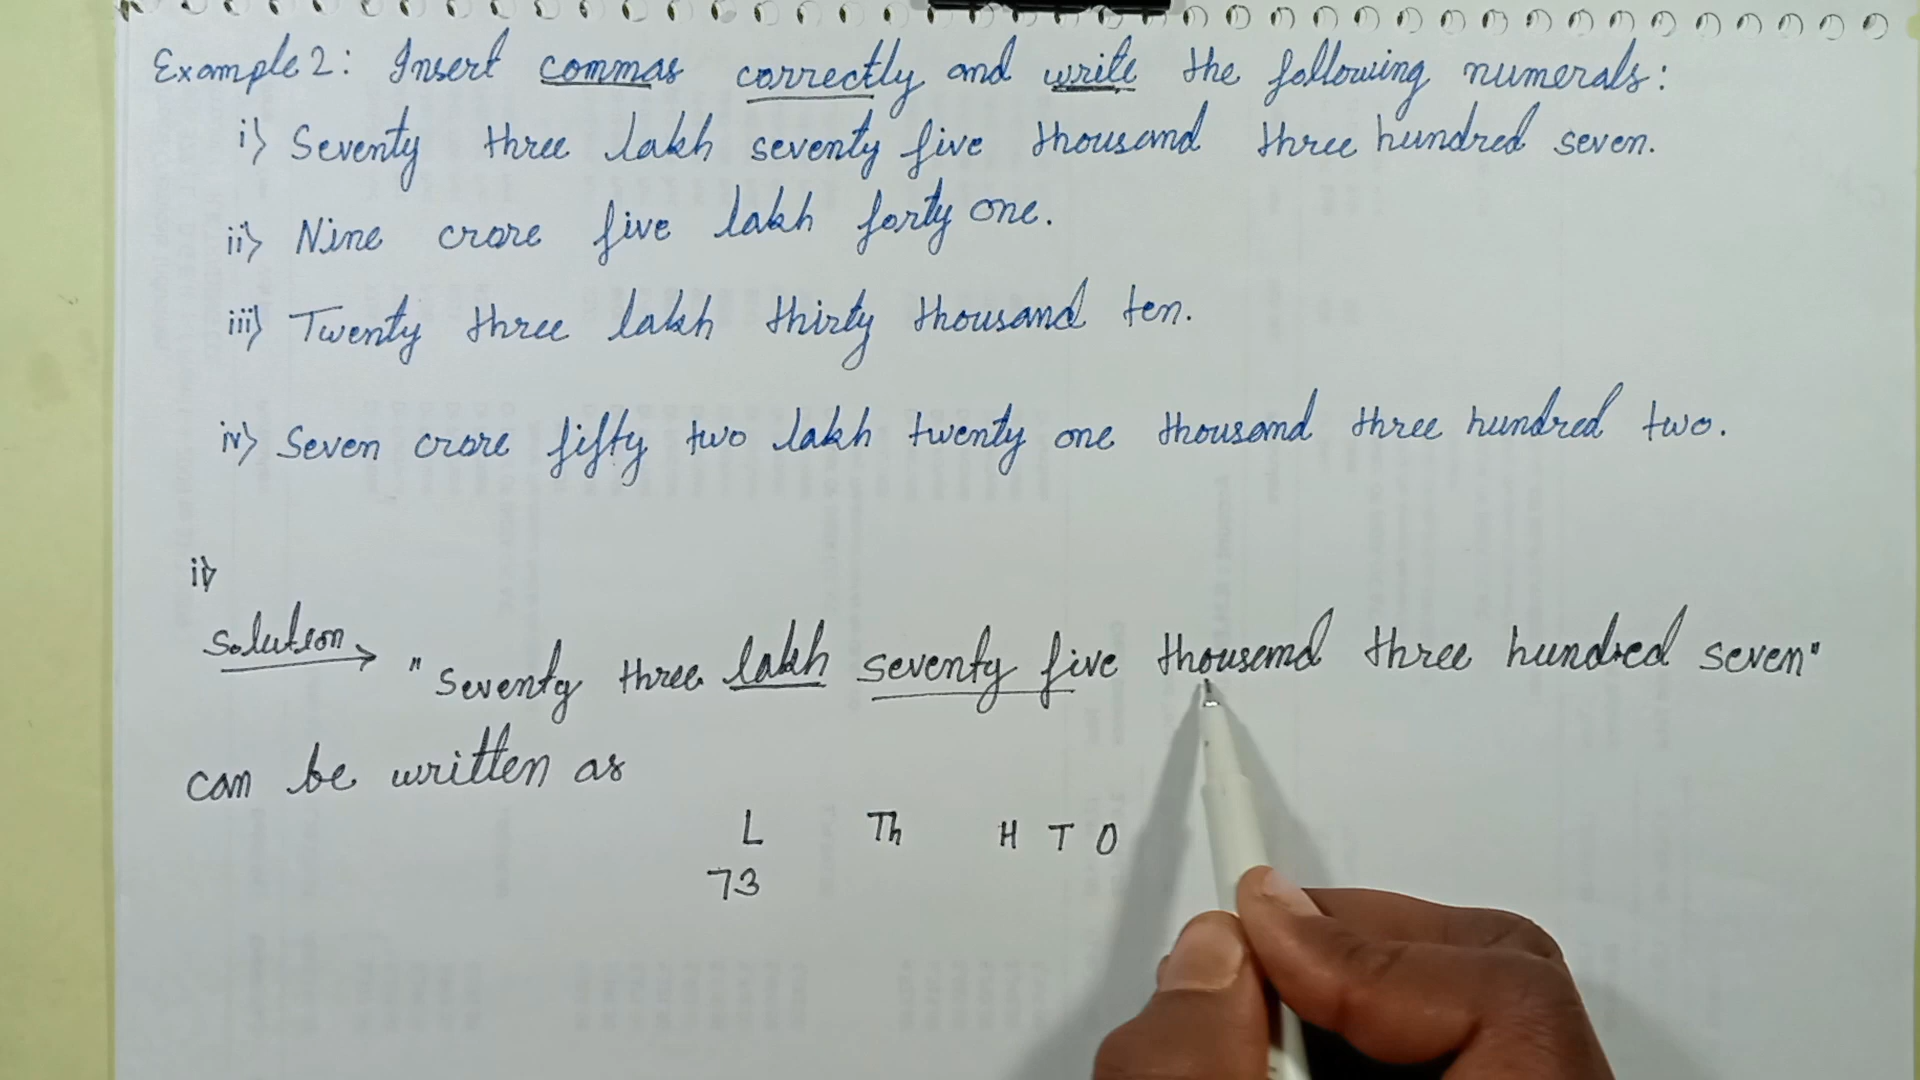 Example 2: Insert commas correctly and write the following numerals:
i) Seventy three lakh seventy five thousand three hundred seven.
ii) Nine crore five lakh forty one.
iii) Twenty three lakh thirty thousand ten.
iv) Seven crore fifty two lakh twenty one thousand three hundred two.
i)
Solution → "Seventy three lakh seventy five thousand three hundred seven"
can be written as
L Th H T O
73